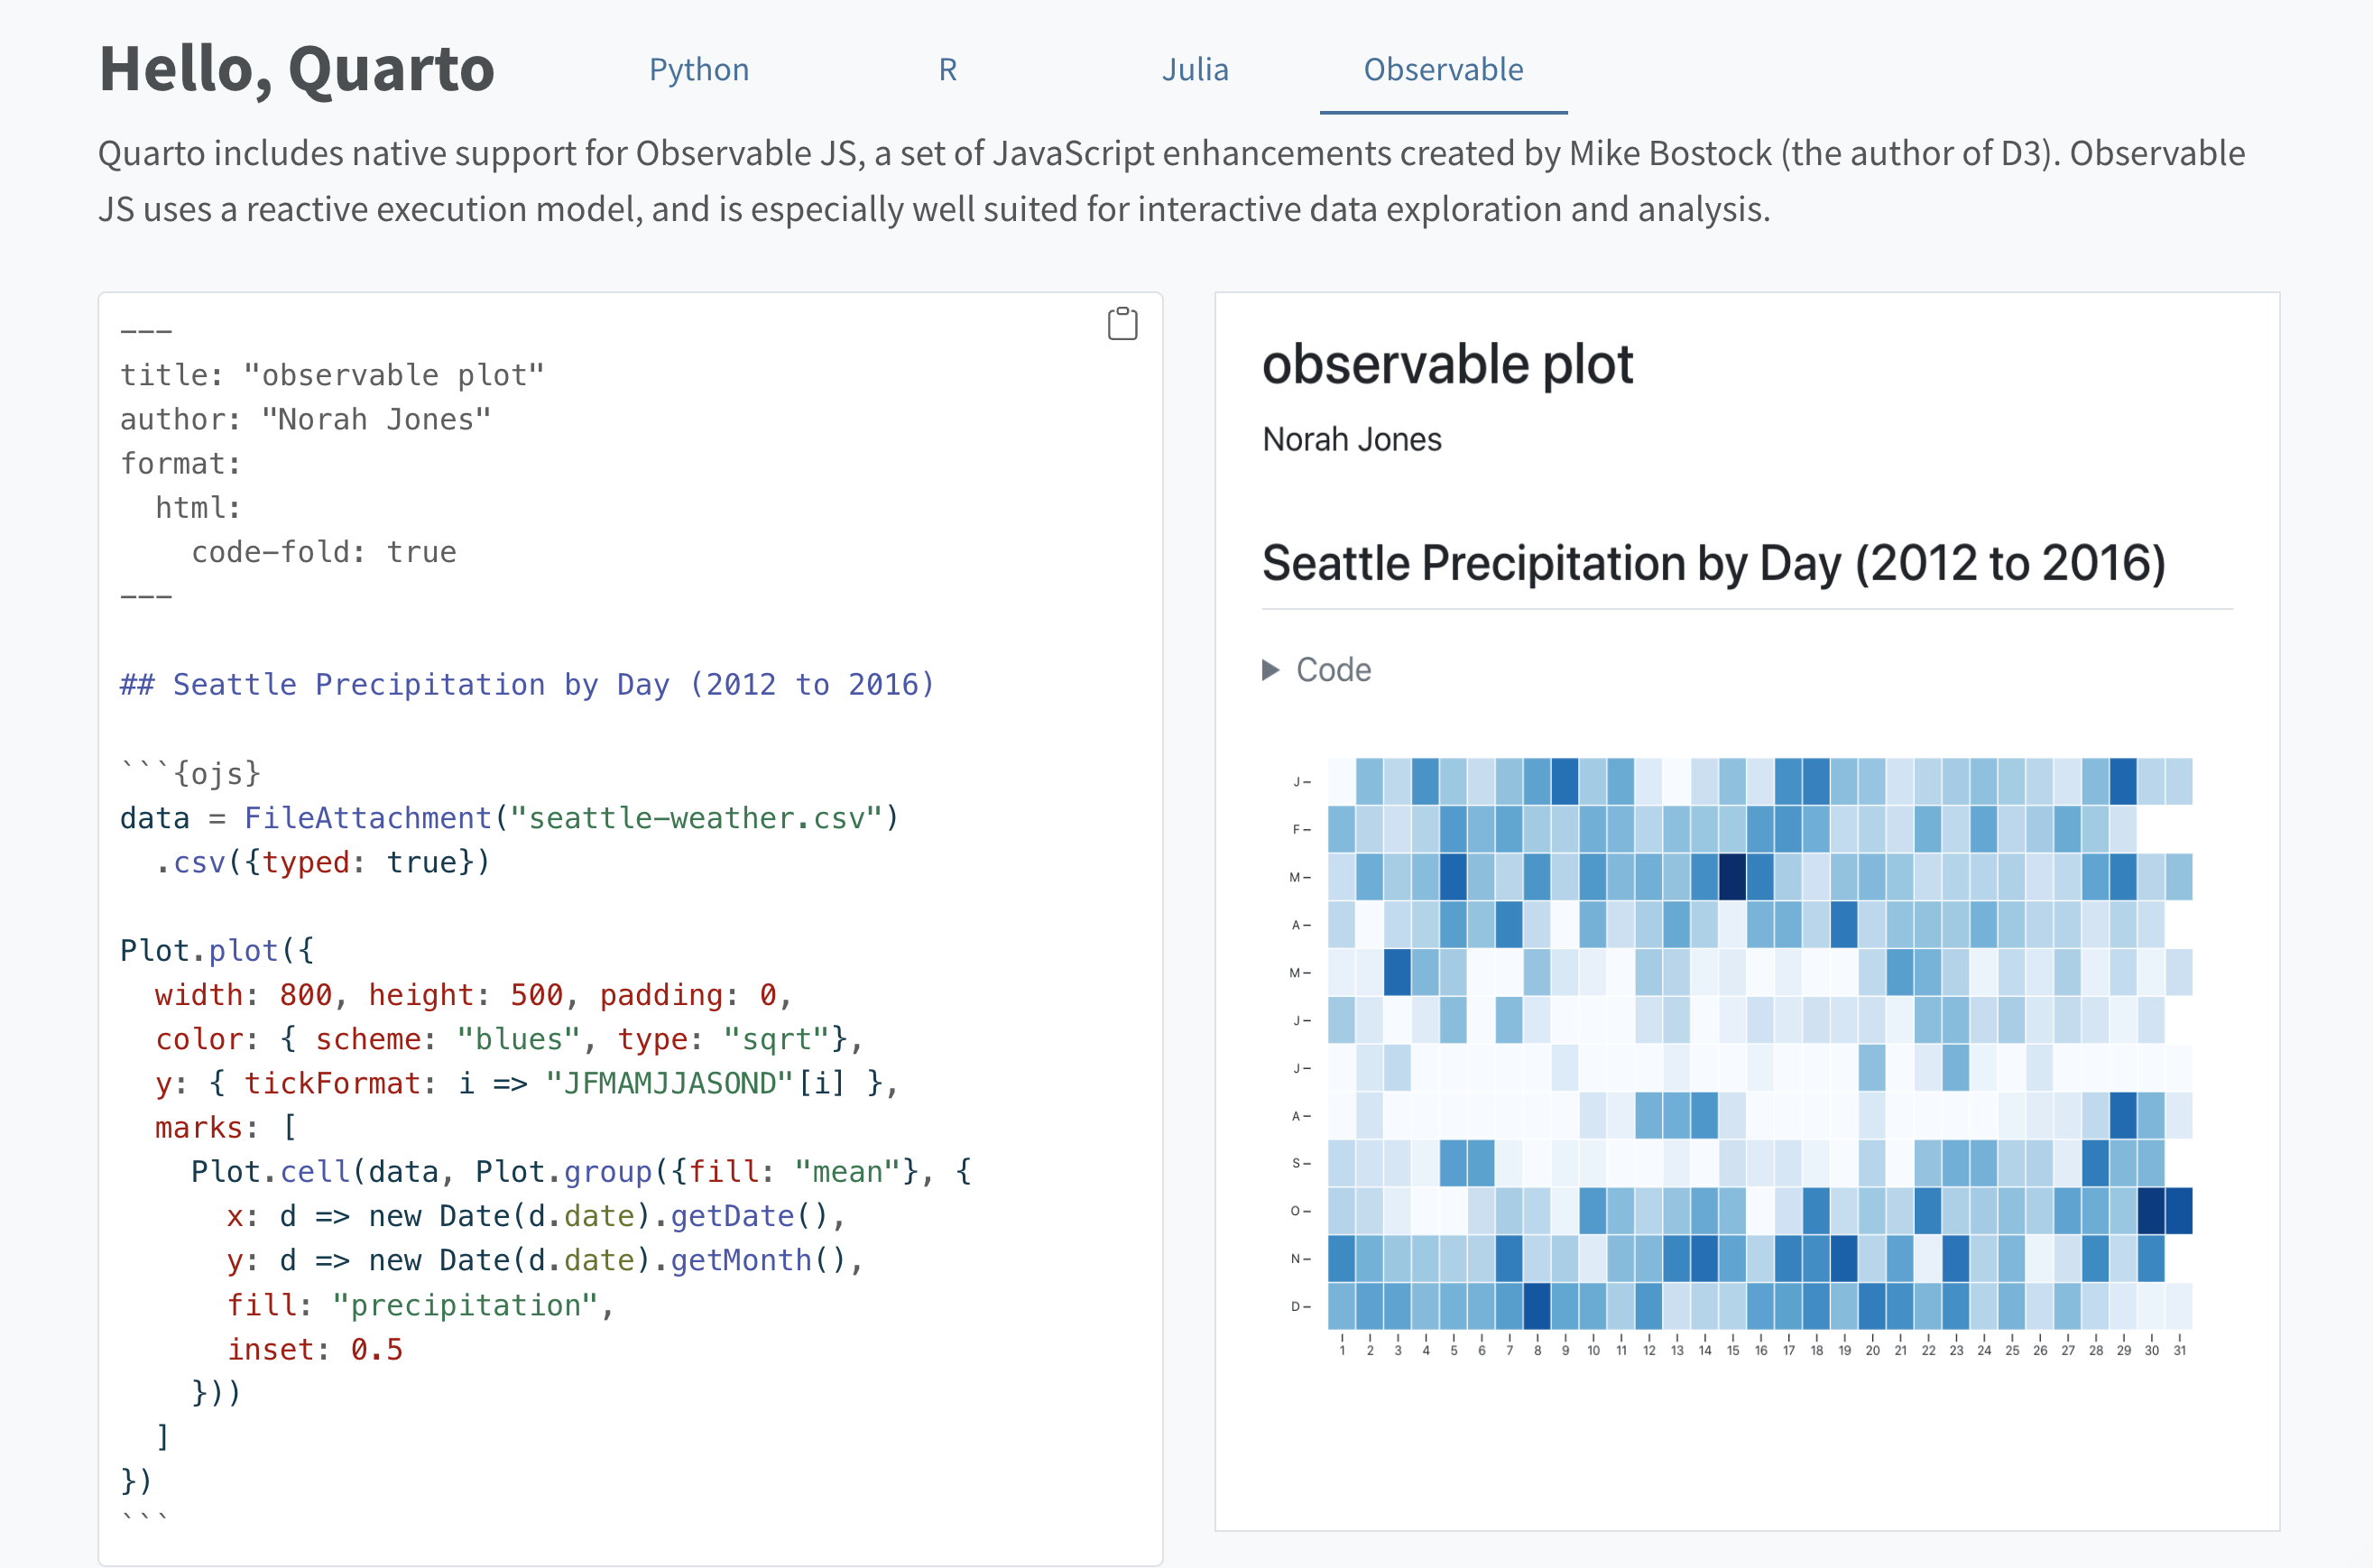 Hello, Quarto
Python
R
Julia
Observable
Quarto includes native support for Observable JS, a set of JavaScript enhancements created by Mike Bostock (the author of D3). Observable
JS uses a reactive execution model, and is especially well suited for interactive data exploration and analysis.
---
title: "observable plot"
author: "Norah Jones"
format:
  html:
    code-fold: true
---
## Seattle Precipitation by Day (2012 to 2016)
```{ojs}
data = FileAttachment("seattle-weather.csv")
  .csv({typed: true})
Plot.plot({
  width: 800, height: 500, padding: 0,
  color: { scheme: "blues", type: "sqrt"},
  y: { tickFormat: i => "JFMAMJJASOND"[i] },
  marks: [
    Plot.cell(data, Plot.group({fill: "mean"}, {
      x: d => new Date(d.date).getDate(),
      y: d => new Date(d.date).getMonth(),
      fill: "precipitation",
      inset: 0.5
    }))
  ]
})
```
observable plot
Norah Jones
Seattle Precipitation by Day (2012 to 2016)
Code
J
F
M
A
M
J
J
A
S
O
N
D
1 2 3 4 5 6 7 8 9 10 11 12 13 14 15 16 17 18 19 20 21 22 23 24 25 26 27 28 29 30 31